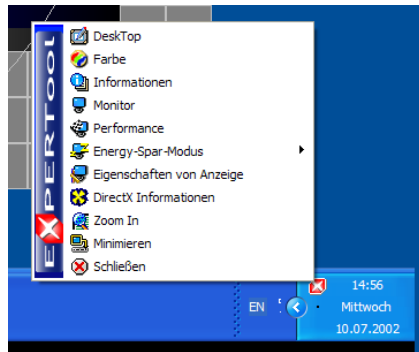 DeskTop
Farbe
Informationen
Monitor
Performance
Energy-Spar-Modus
Eigenschaften von Anzeige
DirectX Informationen
Zoom In
Minimieren
Schließen
EXPERTOOL
14:56
EN
Mittwoch
10.07.2002